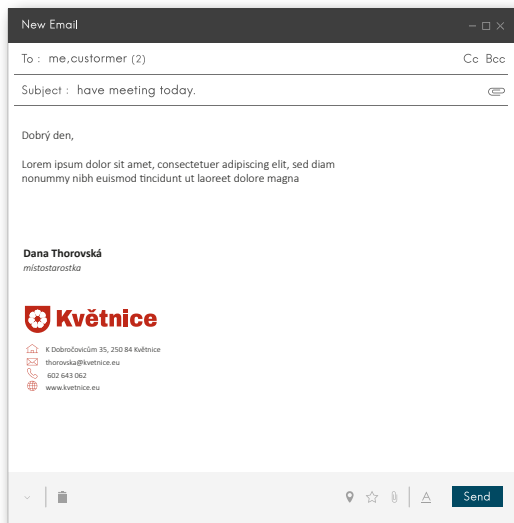 New Email
To : me,custormer (2) Cc Bcc
Subject : have meeting today.
Dobrý den,
Lorem ipsum dolor sit amet, consectetuer adipiscing elit, sed diam
nonummy nibh euismod tincidunt ut laoreet dolore magna
Dana Thorovská
místostarostka
Květnice
K Dobročovicům 35, 250 84 Květnice
thorovska@kvetnice.eu
602 643 062
www.kvetnice.eu
A Send